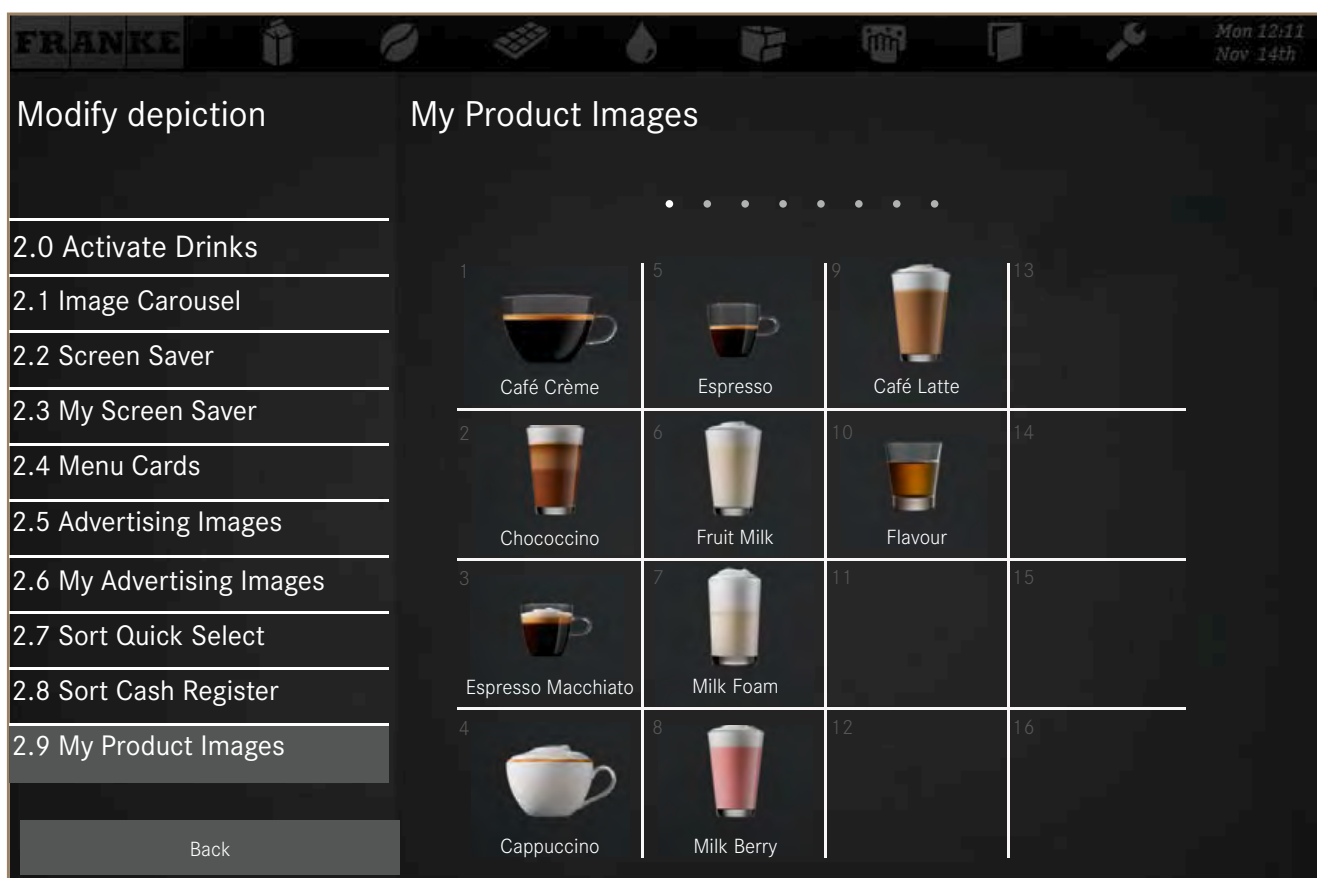 FRANKE
Mon 12:11
Nov 14th
Modify depiction
2.0 Activate Drinks
2.1 Image Carousel
2.2 Screen Saver
2.3 My Screen Saver
2.4 Menu Cards
2.5 Advertising Images
2.6 My Advertising Images
2.7 Sort Quick Select
2.8 Sort Cash Register
2.9 My Product Images
Back
My Product Images
1 5 9 13
Café Crème Espresso Café Latte
2 6 10 14
Chococcino Fruit Milk Flavour
3 7 11 15
Espresso Macchiato Milk Foam
4 8 12 16
Cappuccino Milk Berry